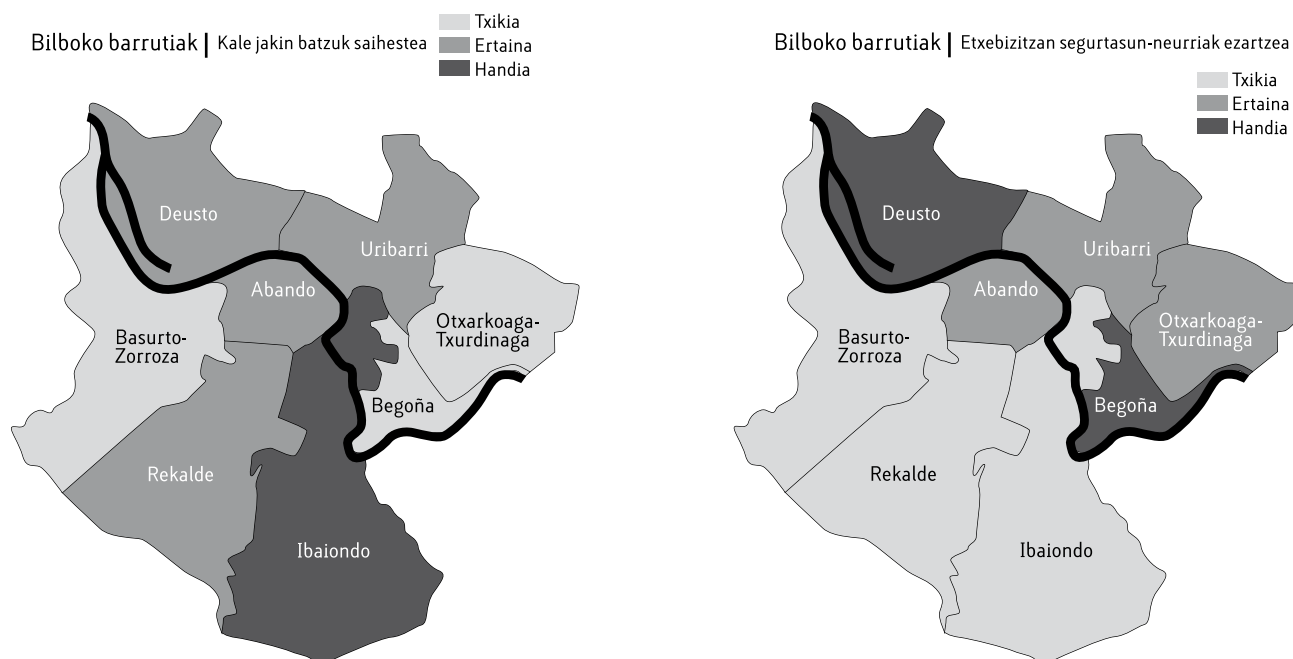 Bilboko barrutiak | Kale jakin batzuk saihestea
Txikia
Ertaina
Handia
Deusto
Uribarri
Abando
Otxarkoaga-
Txurdinaga
Basurto-
Zorroza
Begoña
Rekalde
Ibaiondo
Bilboko barrutiak | Etxebizitzan segurtasun-neurriak ezartzea
Txikia
Ertaina
Handia
Deusto
Uribarri
Abando
Otxarkoaga-
Txurdinaga
Basurto-
Zorroza
Begoña
Rekalde
Ibaiondo